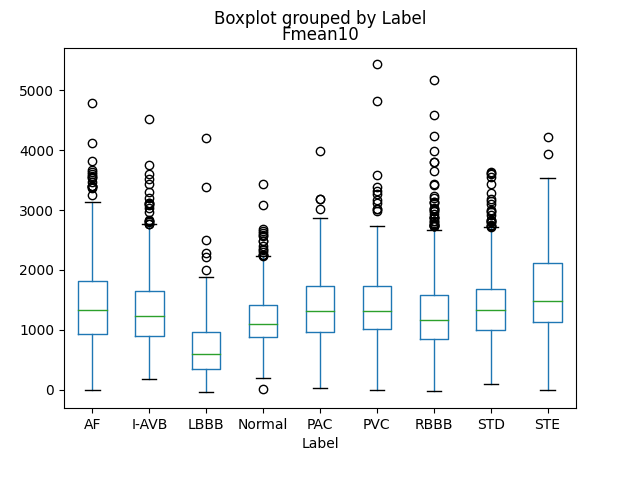 Boxplot grouped by Label
Fmean10
5000
4000
3000
2000
1000
0
AF I-AVB LBBB Normal PAC PVC RBBB STD STE
Label